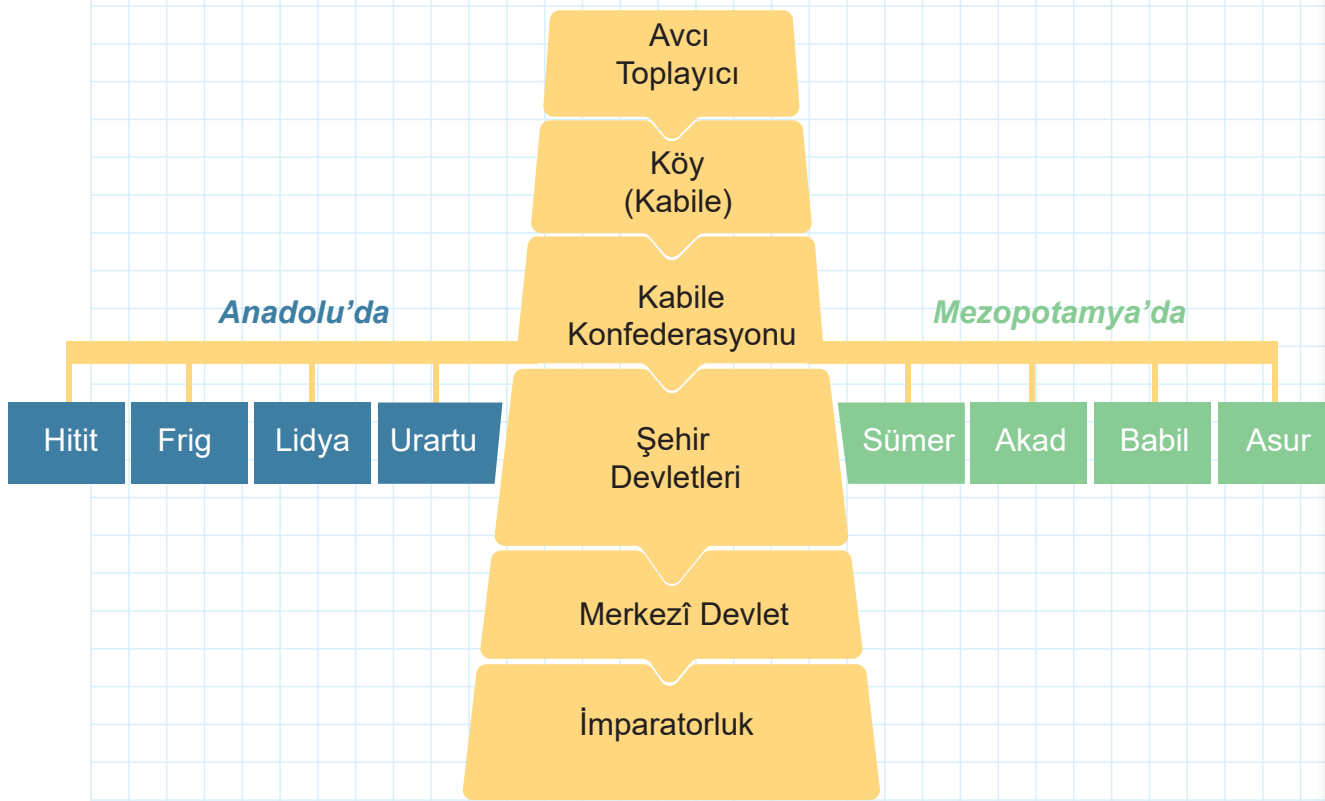 Avcı
Toplayıcı
Köy
(Kabile)
Kabile
Konfederasyonu
Anadolu’da
Mezopotamya’da
Hitit
Frig
Lidya
Urartu
Şehir
Devletleri
Sümer
Akad
Babil
Asur
Merkezî Devlet
İmparatorluk